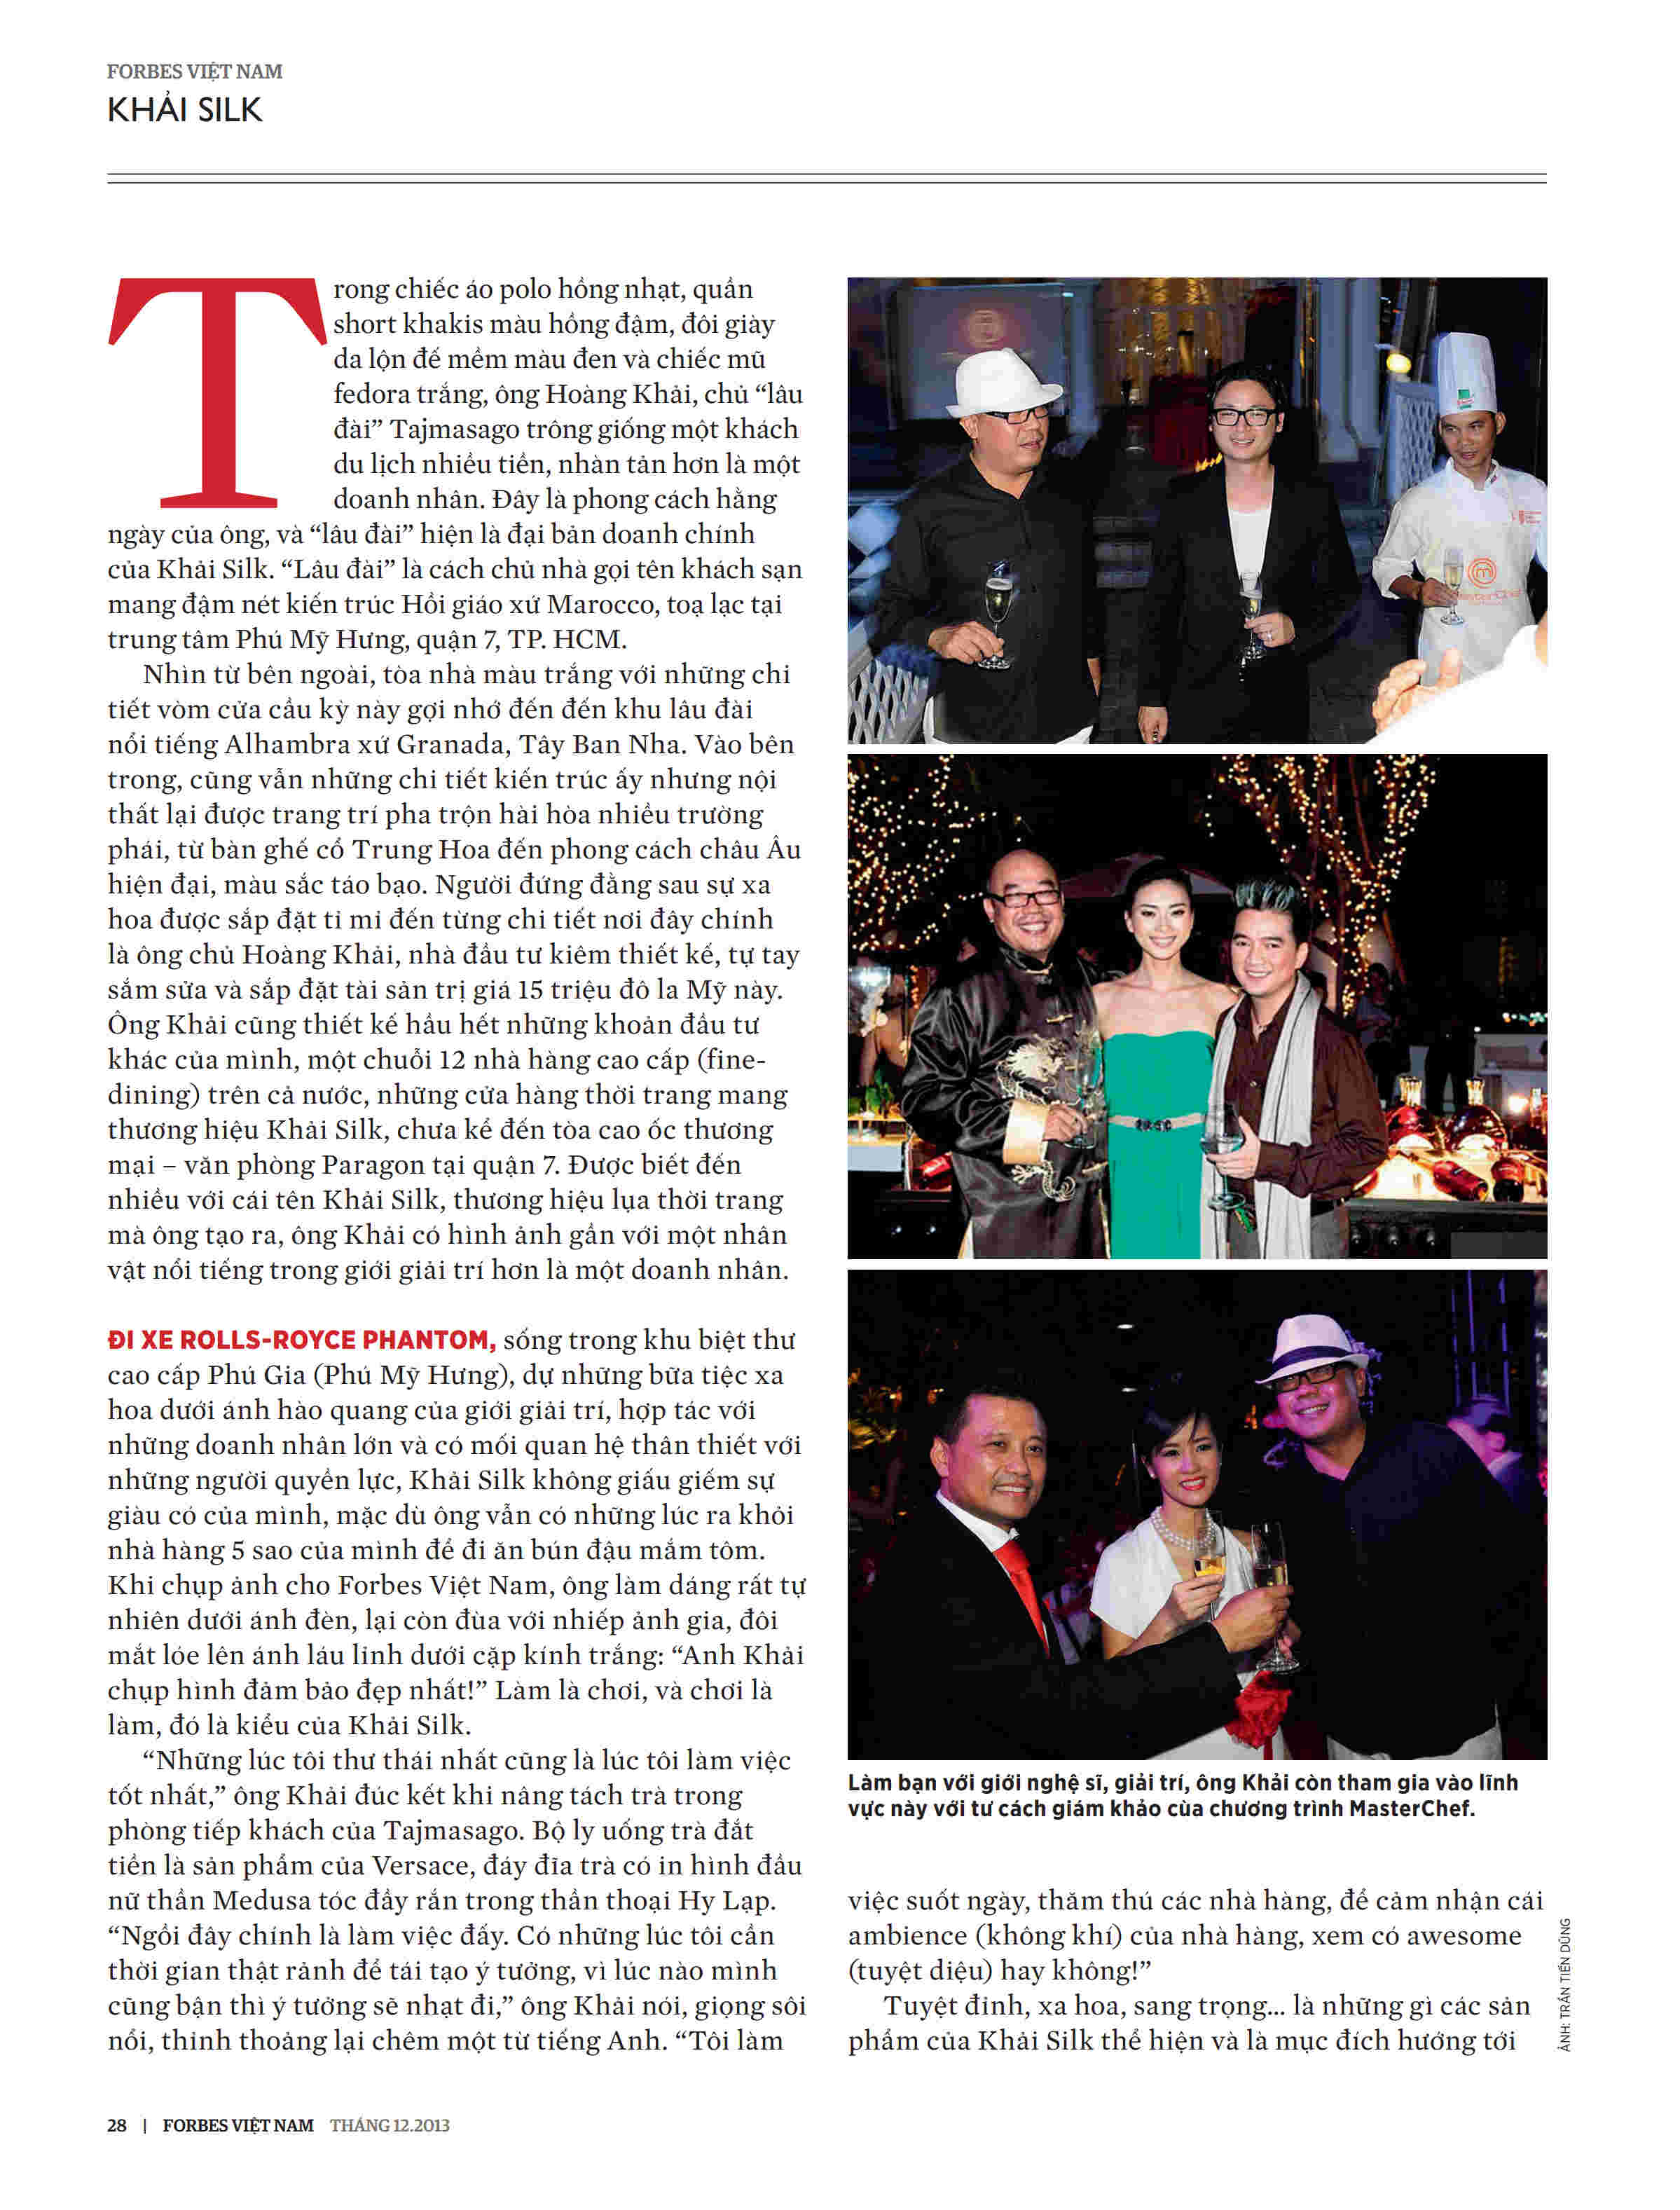 FORBES VIỆT NAM
KHẢI SILK
Trong chiếc áo polo hồng nhạt, quần
short khakis màu hồng đậm, đôi giày
da lộn đế mềm màu đen và chiếc mũ
fedora trắng, ông Hoàng Khải, chủ “lâu
đài” Tajmasago trông giống một khách
du lịch nhiều tiền, nhàn tản hơn là một
doanh nhân. Đây là phong cách hằng
ngày của ông, và “lâu đài” hiện là đại bản doanh chính
của Khải Silk. “Lâu đài” là cách chủ nhà gọi tên khách sạn
mang đậm nét kiến trúc Hồi giáo xứ Marocco, toạ lạc tại
trung tâm Phú Mỹ Hưng, quận 7, TP. HCM.
Nhìn từ bên ngoài, tòa nhà màu trắng với những chi
tiết vòm cửa cầu kỳ này gợi nhớ đến đến khu lâu đài
nổi tiếng Alhambra xứ Granada, Tây Ban Nha. Vào bên
trong, cũng vẫn những chi tiết kiến trúc ấy nhưng nội
thất lại được trang trí pha trộn hài hòa nhiều trường
phái, từ bàn ghế cổ Trung Hoa đến phong cách châu Âu
hiện đại, màu sắc táo bạo. Người đứng đằng sau sự xa
hoa được sắp đặt tỉ mỉ đến từng chi tiết nơi đây chính
là ông chủ Hoàng Khải, nhà đầu tư kiêm thiết kế, tự tay
sắm sửa và sắp đặt tài sản trị giá 15 triệu đô la Mỹ này.
Ông Khải cũng thiết kế hầu hết những khoản đầu tư
khác của mình, một chuỗi 12 nhà hàng cao cấp (fine-
dining) trên cả nước, những cửa hàng thời trang mang
thương hiệu Khải Silk, chưa kể đến tòa cao ốc thương
mại – văn phòng Paragon tại quận 7. Được biết đến
nhiều với cái tên Khải Silk, thương hiệu lụa thời trang
mà ông tạo ra, ông Khải có hình ảnh gần với một nhân
vật nổi tiếng trong giới giải trí hơn là một doanh nhân.
ĐI XE ROLLS-ROYCE PHANTOM, sống trong khu biệt thự
cao cấp Phú Gia (Phú Mỹ Hưng), dự những bữa tiệc xa
hoa dưới ánh hào quang của giới giải trí, hợp tác với
những doanh nhân lớn và có mối quan hệ thân thiết với
những người quyền lực, Khải Silk không giấu giếm sự
giàu có của mình, mặc dù ông vẫn có những lúc ra khỏi
nhà hàng 5 sao của mình để đi ăn bún đậu mắm tôm.
Khi chụp ảnh cho Forbes Việt Nam, ông làm dáng rất tự
nhiên dưới ánh đèn, lại còn đùa với nhiếp ảnh gia, đôi
mắt lóe lên ánh láu lỉnh dưới cặp kính trắng: “Anh Khải
chụp hình đảm bảo đẹp nhất!” Làm là chơi, và chơi là
làm, đó là kiểu của Khải Silk.
“Những lúc tôi thư thái nhất cũng là lúc tôi làm việc
tốt nhất,” ông Khải đúc kết khi nâng tách trà trong
phòng tiếp khách của Tajmasago. Bộ ly uống trà đắt
tiền là sản phẩm của Versace, đáy đĩa trà có in hình đầu
nữ thần Medusa tóc đầy rắn trong thần thoại Hy Lạp.
“Ngồi đây chính là làm việc đấy. Có những lúc tôi cần
thời gian thật rảnh để tái tạo ý tưởng, vì lúc nào mình
cũng bận thì ý tưởng sẽ nhạt đi,” ông Khải nói, giọng sôi
nổi, thỉnh thoảng lại chêm một từ tiếng Anh. “Tôi làm
MasterChef
Làm bạn với giới nghệ sĩ, giải trí, ông Khải còn tham gia vào lĩnh
vực này với tư cách giám khảo của chương trình MasterChef.
việc suốt ngày, thăm thú các nhà hàng, để cảm nhận cái
ambience (không khí) của nhà hàng, xem có awesome
(tuyệt diệu) hay không!”
Tuyệt đỉnh, xa hoa, sang trọng... là những gì các sản
phẩm của Khải Silk thể hiện và là mục đích hướng tới
ẢNH: TRẦN TIẾN DŨNG
28 | FORBES VIỆT NAM THÁNG 12.2013